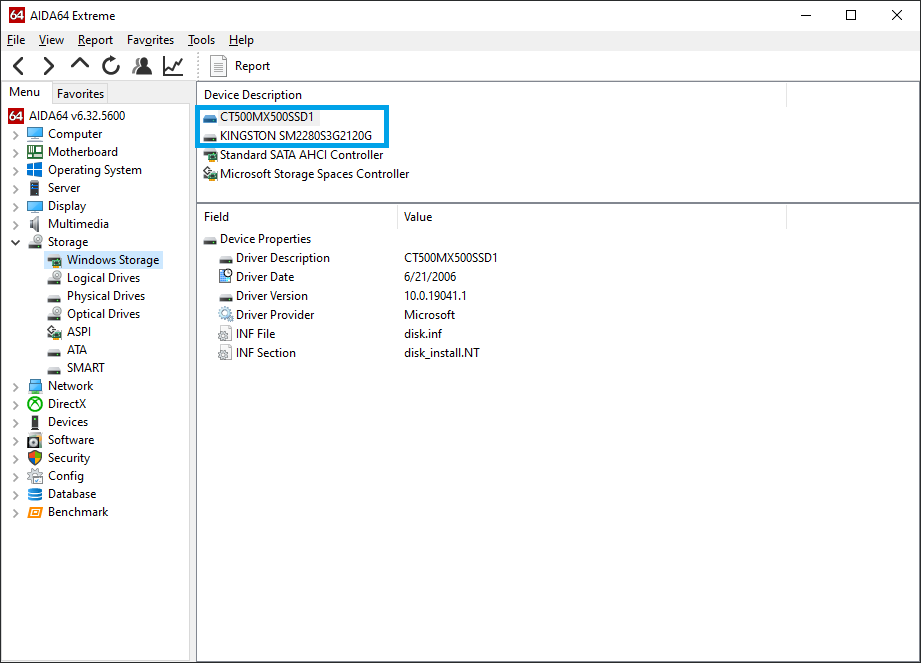 64 AIDA64 Extreme
File View Report Favorites Tools Help
Report
Menu Favorites
64 AIDA64 v6.32.5600
Computer
Motherboard
Operating System
Server
Display
Multimedia
Storage
Windows Storage
Logical Drives
Physical Drives
Optical Drives
ASPI
ATA
SMART
Network
DirectX
Devices
Software
Security
Config
Database
Benchmark
Device Description
CT500MX500SSD1
KINGSTON SM2280S3G2120G
Standard SATA AHCI Controller
Microsoft Storage Spaces Controller
Field Value
Device Properties
Driver Description CT500MX500SSD1
Driver Date 6/21/2006
Driver Version 10.0.19041.1
Driver Provider Microsoft
INF File disk.inf
INF Section disk_install.NT